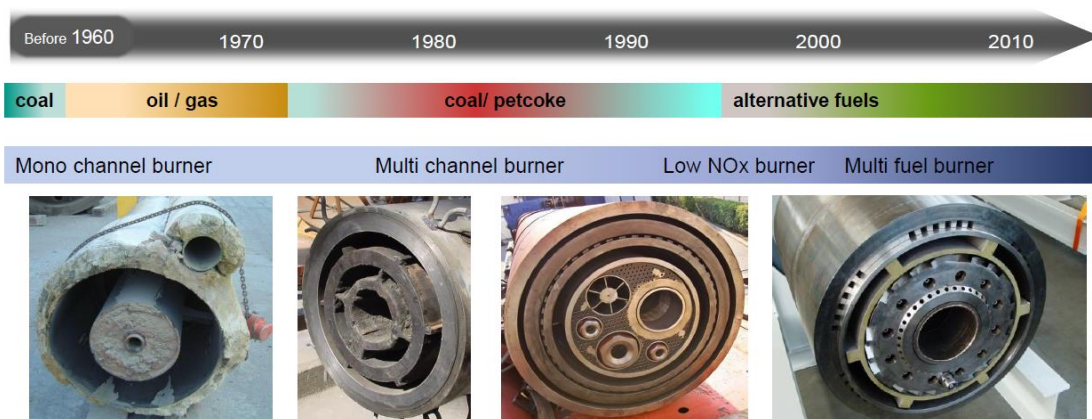 Before 1960 1970 1980 1990 2000 2010
coal oil / gas coal/ petcoke alternative fuels
Mono channel burner Multi channel burner Low NOx burner Multi fuel burner